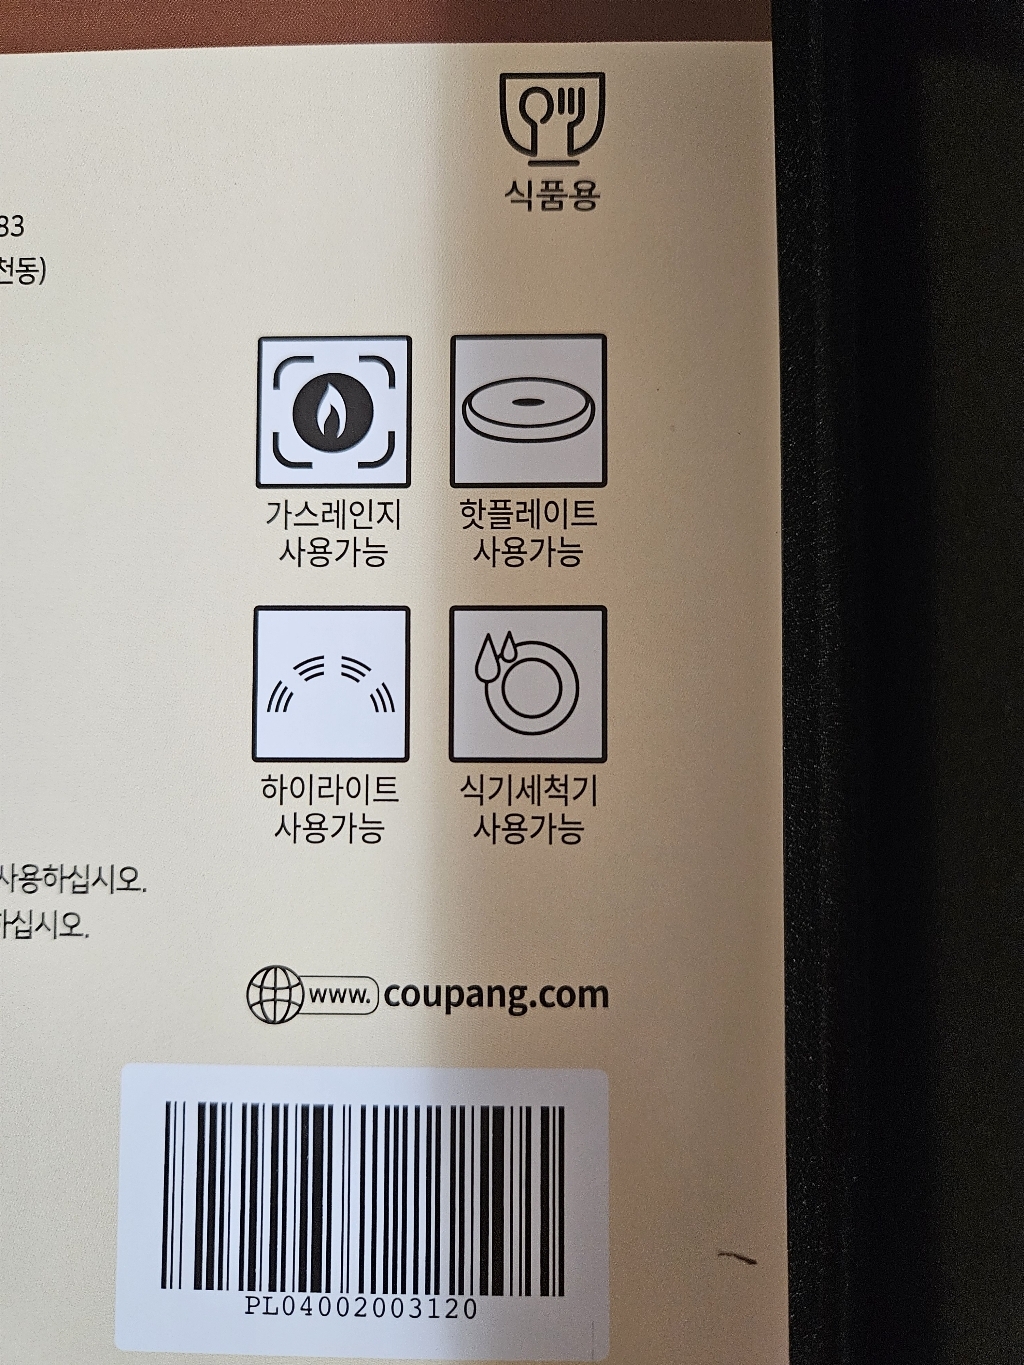 식품용
83
천동)
가스레인지
사용가능
핫플레이트
사용가능
하이라이트
사용가능
식기세척기
사용가능
사용하십시오.
하십시오.
www. coupang.com
PL04002003120